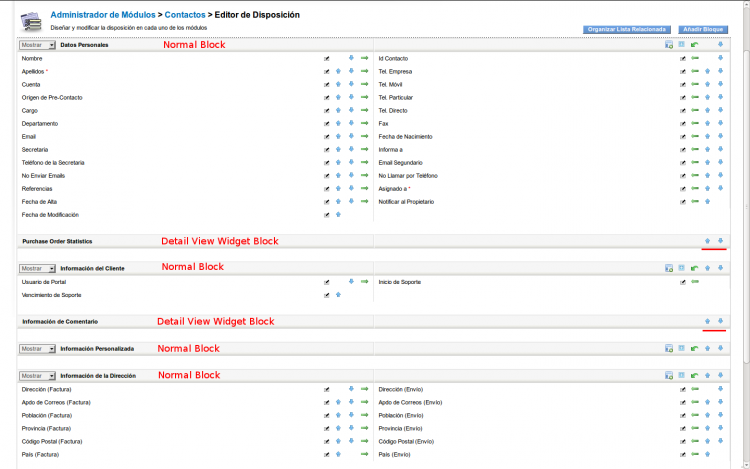 Administrador de Módulos > Contactos > Editor de Disposición
Diseñar y modificar la disposición en cada uno de los módulos
Organizar Lista Relacionada Añadir Bloque
Mostrar Datos Personales Normal Block
Nombre Id Contacto
Apellidos * Tel. Empresa
Cuenta Tel. Móvil
Origen de Pre-Contacto Tel. Particular
Cargo Tel. Directo
Departamento Fax
Email Fecha de Nacimiento
Secretaria Informa a
Teléfono de la Secretaria Email Segundario
No Enviar Emails No Llamar por Teléfono
Referencias Asignado a *
Fecha de Alta Notificar al Propietario
Fecha de Modificación
Purchase Order Statistics Detail View Widget Block
Mostrar Información del Cliente Normal Block
Usuario de Portal Inicio de Soporte
Vencimiento de Soporte
Información de Comentario Detail View Widget Block
Mostrar Información Personalizada Normal Block
Mostrar Información de la Dirección Normal Block
Dirección (Factura) Dirección (Envío)
Apdo de Correos (Factura) Apdo de Correos (Envío)
Población (Factura) Población (Envío)
Provincia (Factura) Provincia (Envío)
Código Postal (Factura) Código Postal (Envío)
País (Factura) País (Envío)